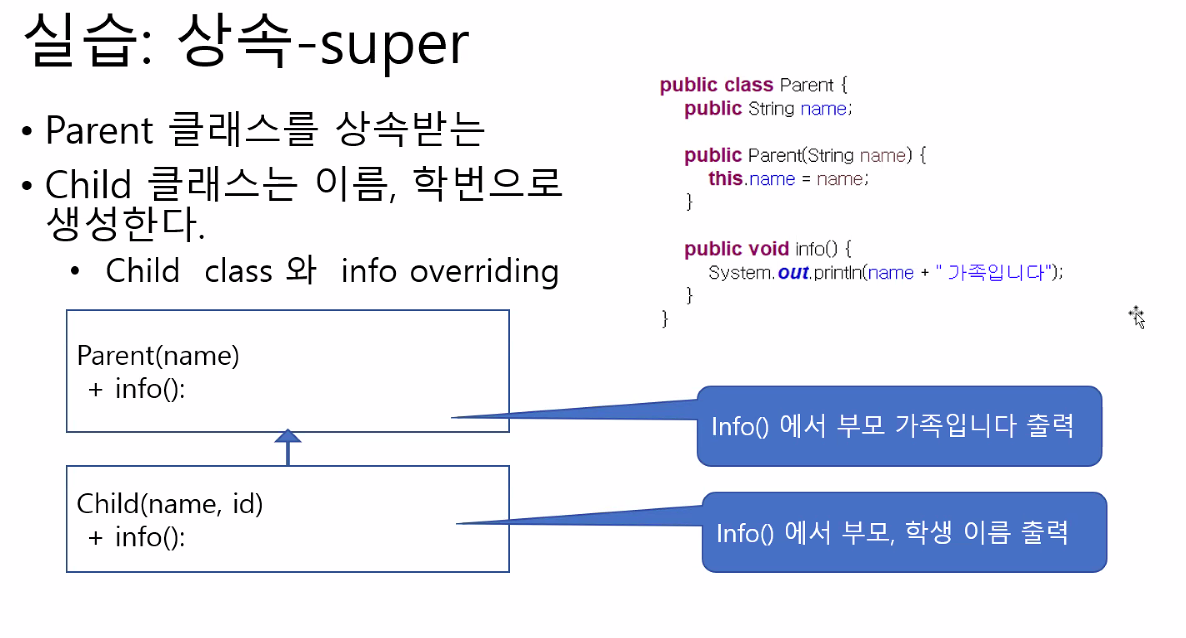 실습: 상속-super
• Parent 클래스를 상속받는
• Child 클래스는 이름, 학번으로
생성한다.
• Child class 와 info overriding
public class Parent {
public String name;
public Parent(String name) {
this.name = name;
}
public void info() {
System.out.println(name + " 가족입니다");
}
}
Parent(name)
+ info():
Info() 에서 부모 가족입니다 출력
Child(name, id)
+ info():
Info() 에서 부모, 학생 이름 출력